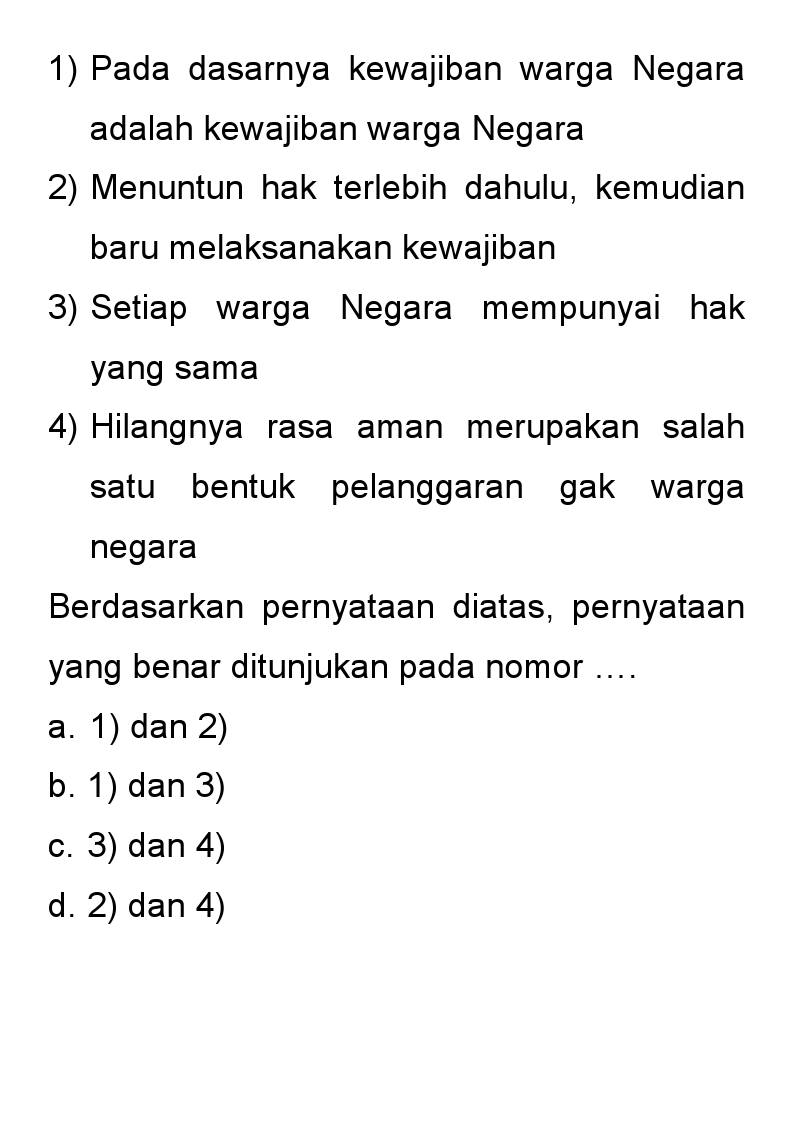 1) Pada dasarnya kewajiban warga Negara
adalah kewajiban warga Negara
2) Menuntun hak terlebih dahulu, kemudian
baru melaksanakan kewajiban
3) Setiap warga Negara mempunyai hak
yang sama
4) Hilangnya rasa aman merupakan salah
satu bentuk pelanggaran gak warga
negara
Berdasarkan pernyataan diatas, pernyataan
yang benar ditunjukan pada nomor ….
a. 1) dan 2)
b. 1) dan 3)
c. 3) dan 4)
d. 2) dan 4)